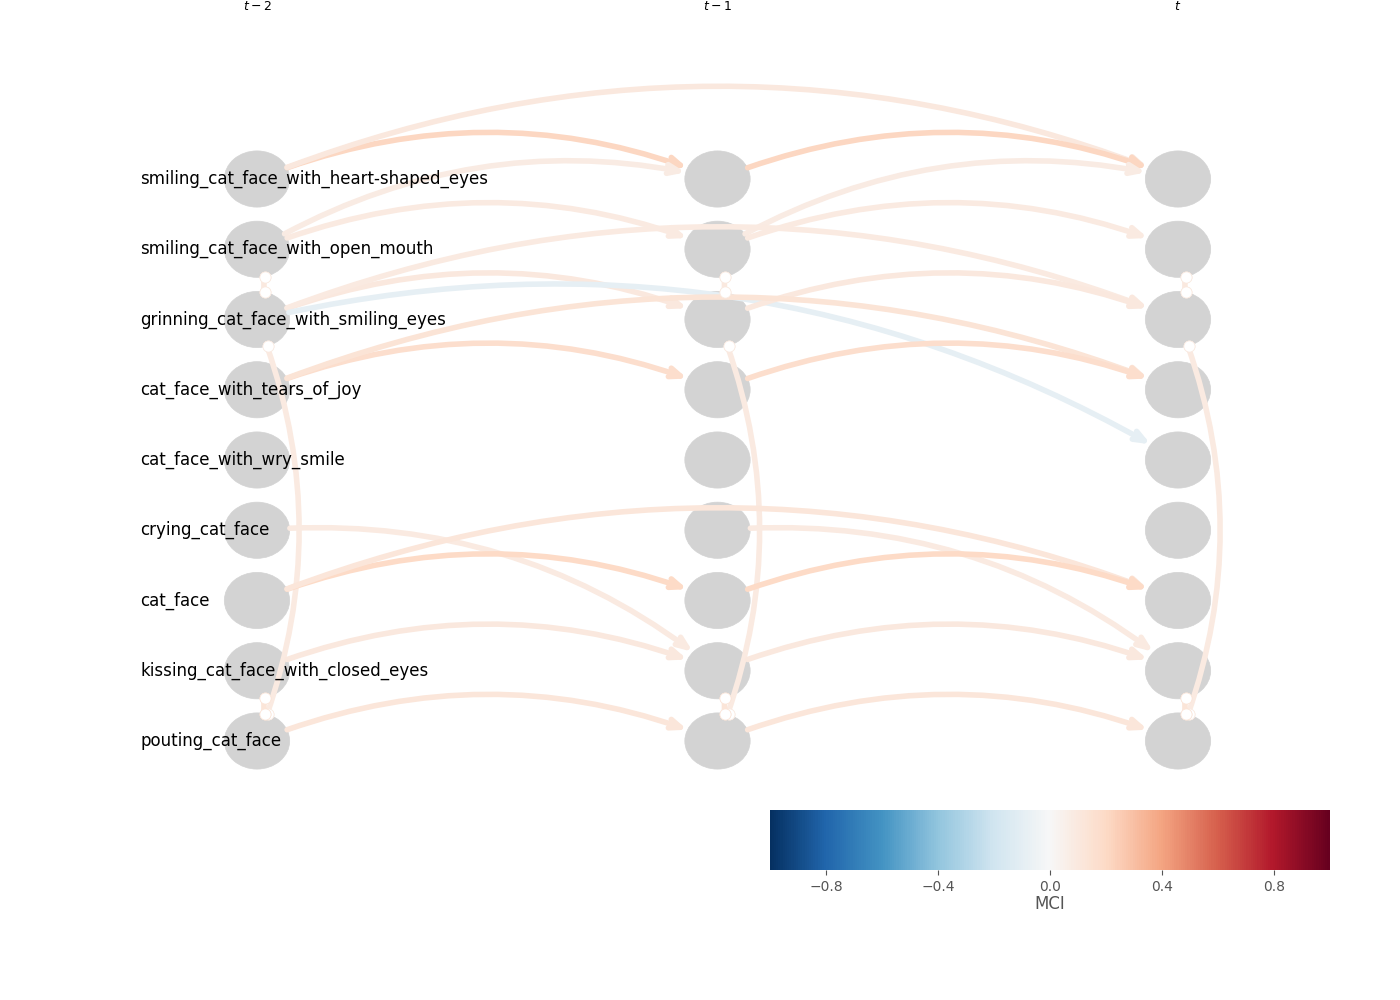 t − 2 t − 1 t
smiling_cat_face_with_heart-shaped_eyes
smiling_cat_face_with_open_mouth
grinning_cat_face_with_smiling_eyes
cat_face_with_tears_of_joy
cat_face_with_wry_smile
crying_cat_face
cat_face
kissing_cat_face_with_closed_eyes
pouting_cat_face
−0.8 −0.4 0.0 0.4 0.8
MCI